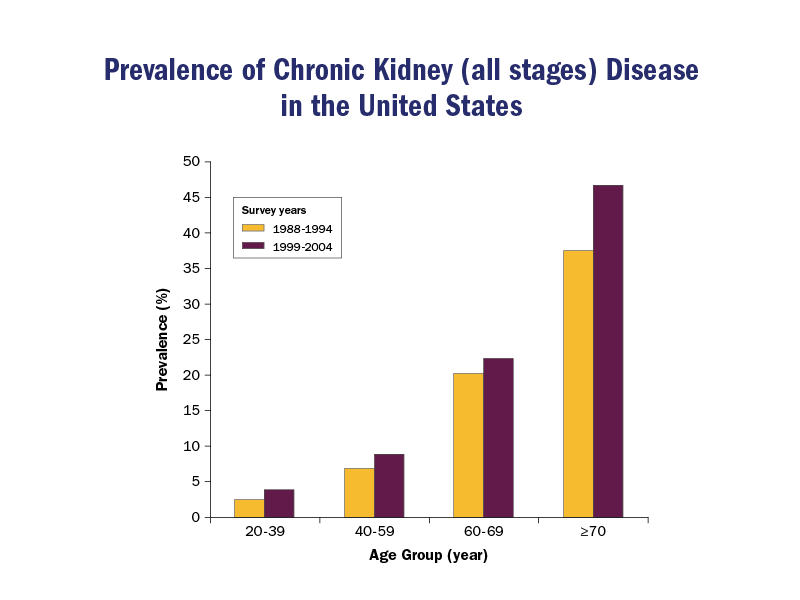 Prevalence of Chronic Kidney (all stages) Disease
in the United States
50
45
40
35
30
25
20
15
10
5
0
Prevalence (%)
Survey years
1988-1994
1999-2004
20-39 40-59 60-69 ≥70
Age Group (year)